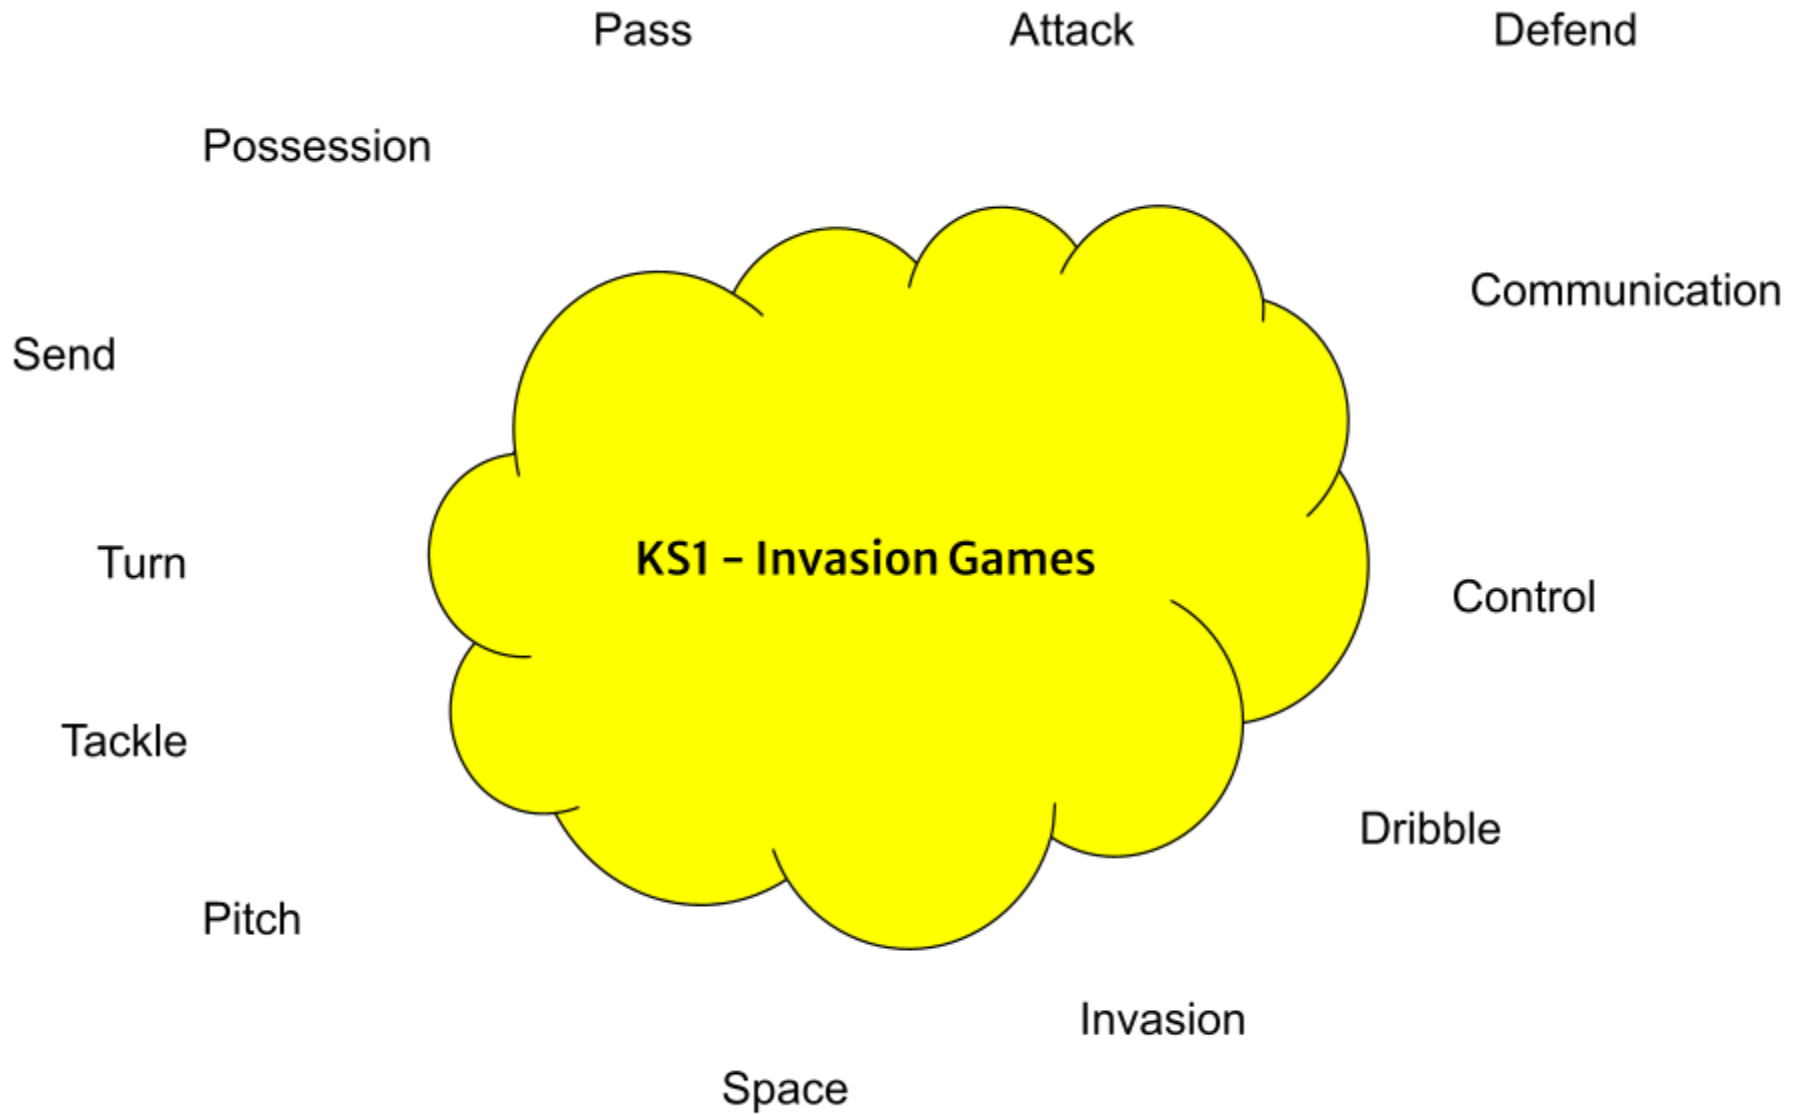 Pass
Attack
Defend
Possession
Communication
Send
KS1 – Invasion Games
Turn
Control
Tackle
Dribble
Pitch
Invasion
Space